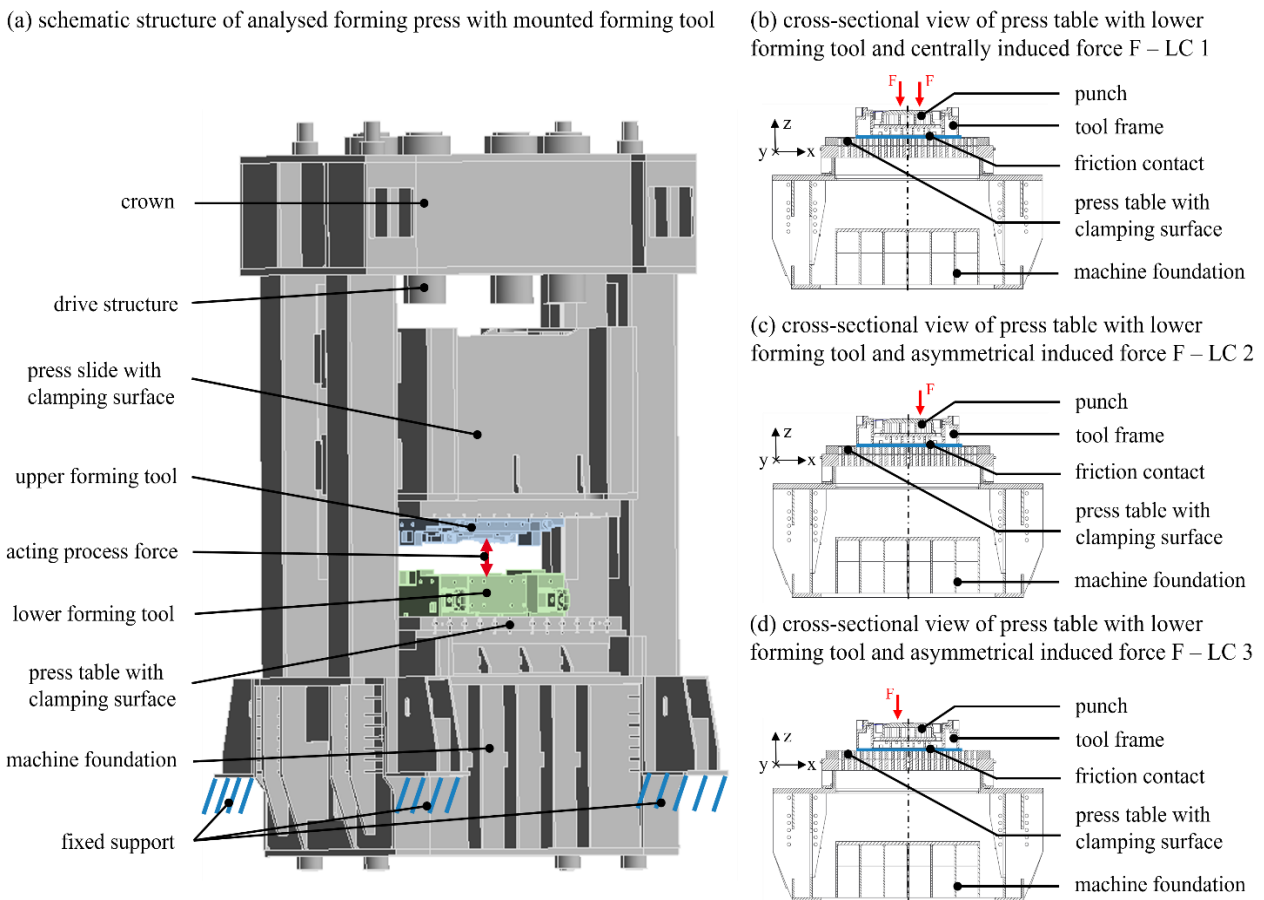 (a) schematic structure of analysed forming press with mounted forming tool
crown
drive structure
press slide with
clamping surface
upper forming tool
acting process force
lower forming tool
press table with
clamping surface
machine foundation
fixed support
(b) cross-sectional view of press table with lower
forming tool and centrally induced force F – LC 1
F
F
z
y
x
punch
tool frame
friction contact
press table with
clamping surface
machine foundation
(c) cross-sectional view of press table with lower
forming tool and asymmetrical induced force F – LC 2
F
z
y
x
punch
tool frame
friction contact
press table with
clamping surface
machine foundation
(d) cross-sectional view of press table with lower
forming tool and asymmetrical induced force F – LC 3
F
z
y
x
punch
tool frame
friction contact
press table with
clamping surface
machine foundation